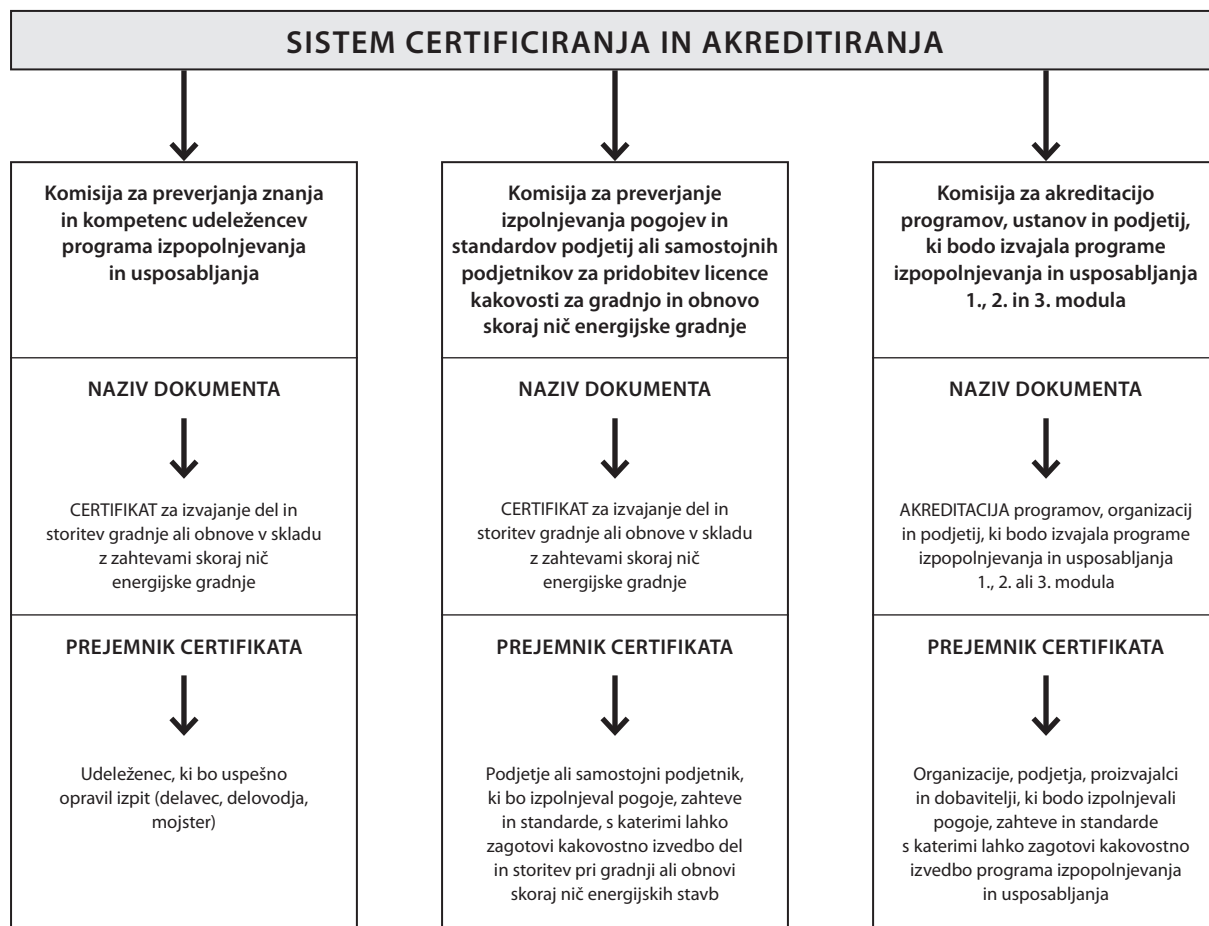 SISTEM CERTIFICIRANJA IN AKREDITIRANJA
Komisija za preverjanja znanja
in kompetenc udeležencev
programa izpopolnjevanja
in usposabljanja
NAZIV DOKUMENTA
CERTIFIKAT za izvajanje del in
storitev gradnje ali obnove v skladu
z zahtevami skoraj nič
energijske gradnje
PREJEMNIK CERTIFIKATA
Udeleženec, ki bo uspešno
opravil izpit (delavec, delovodja,
mojster)
Komisija za preverjanje
izpolnjevanja pogojev in
standardov podjetij ali samostojnih
podjetnikov za pridobitev licence
kakovosti za gradnjo in obnovo
skoraj nič energijske gradnje
NAZIV DOKUMENTA
CERTIFIKAT za izvajanje del in
storitev gradnje ali obnove v skladu
z zahtevami skoraj nič
energijske gradnje
PREJEMNIK CERTIFIKATA
Podjetje ali samostojni podjetnik,
ki bo izpolnjeval pogoje, zahteve
in standarde, s katerimi lahko
zagotovi kakovostno izvedbo del
in storitev pri gradnji ali obnovi
skoraj nič energijskih stavb
Komisija za akreditacijo
programov, ustanov in podjetij,
ki bodo izvajala programe
izpopolnjevanja in usposabljanja
1., 2. in 3. modula
NAZIV DOKUMENTA
AKREDITACIJA programov, organizacij
in podjetij, ki bodo izvajala programe
izpopolnjevanja in usposabljanja
1., 2. ali 3. modula
PREJEMNIK CERTIFIKATA
Organizacije, podjetja, proizvajalci
in dobavitelji, ki bodo izpolnjevali
pogoje, zahteve in standarde
s katerimi lahko zagotovi kakovostno
izvedbo programa izpopolnjevanja
in usposabljanja